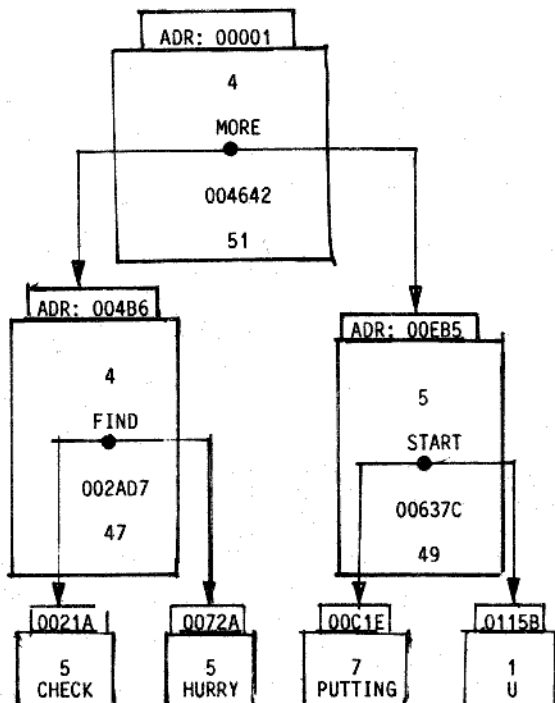 ADR: 00001
4
MORE
004642
51
ADR: 004B6
4
FIND
002AD7
47
ADR: 00EB5
5
START
00637C
49
0021A
5
CHECK
0072A
5
HURRY
00C1E
7
PUTTING
0115B
1
U